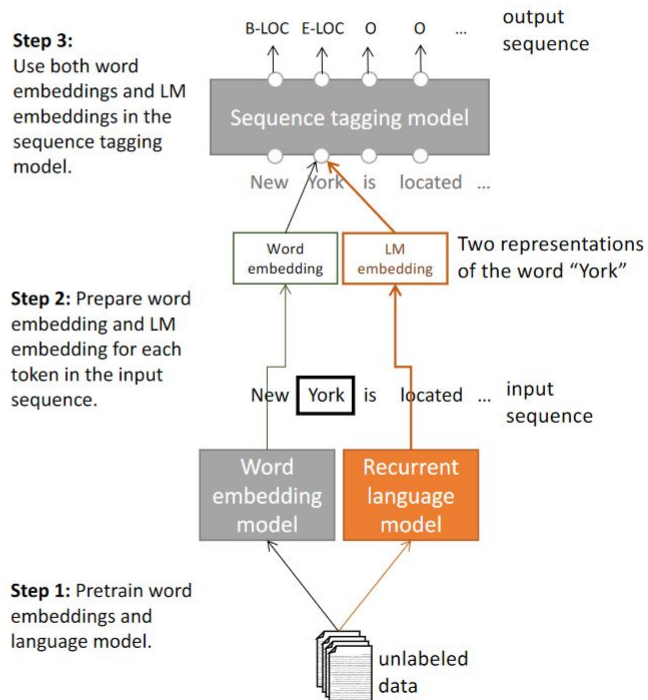 B-LOC E-LOC O O ...
output
sequence
Step 3:
Use both word
embeddings and LM
embeddings in the
sequence tagging
model.
Sequence tagging model
New York is located ...
Word
embedding
LM
embedding
Two representations
of the word “York”
Step 2: Prepare word
embedding and LM
embedding for each
token in the input
sequence.
New York is located ...
input
sequence
Word
embedding
model
Recurrent
language
model
Step 1: Pretrain word
embeddings and
language model.
unlabeled
data